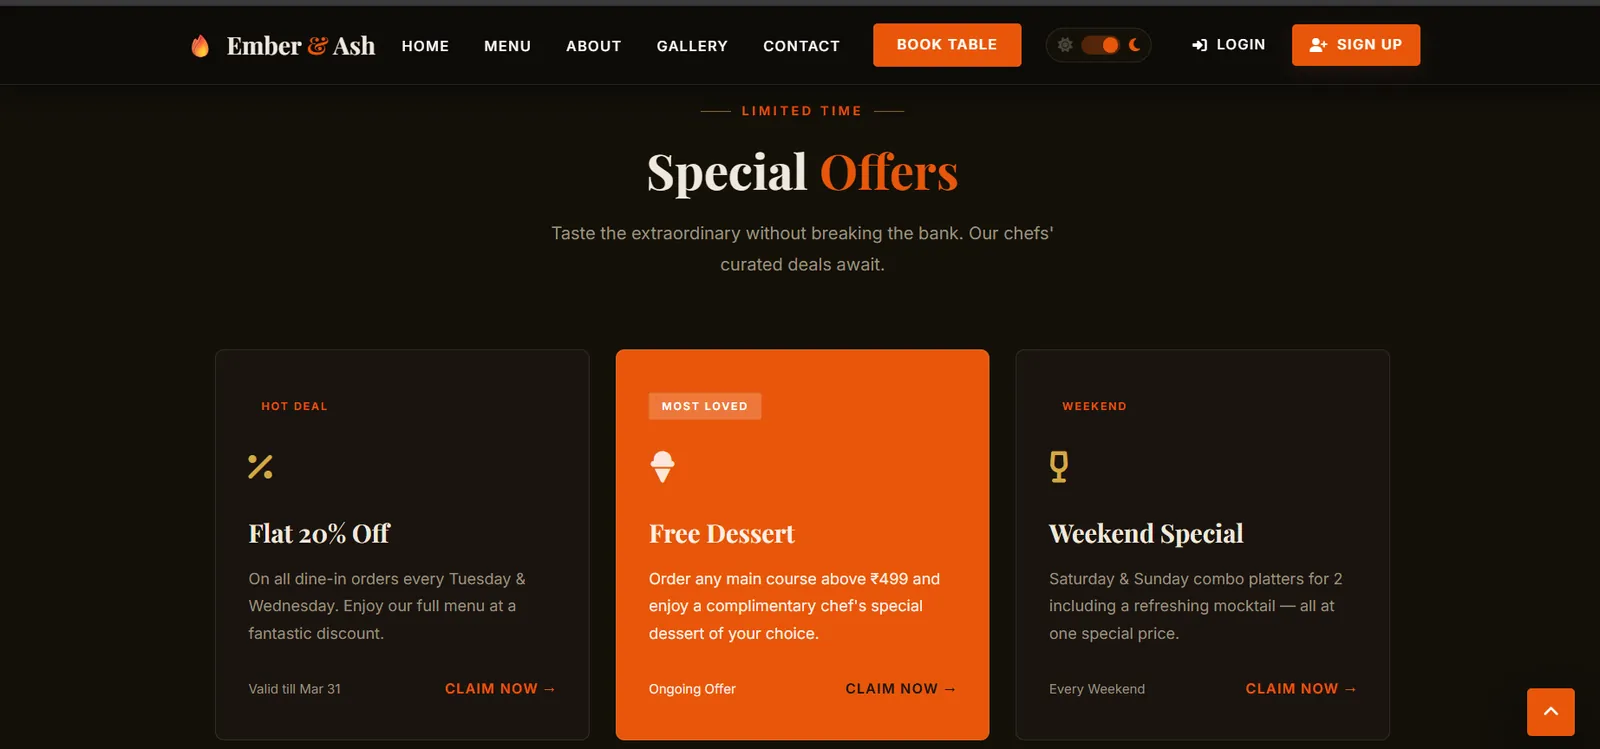 Ember & Ash
HOME
MENU
ABOUT
GALLERY
CONTACT
BOOK TABLE
LOGIN
SIGN UP
LIMITED TIME
Special Offers
Taste the extraordinary without breaking the bank. Our chefs'
curated deals await.
HOT DEAL
Flat 20% Off
On all dine-in orders every Tuesday &
Wednesday. Enjoy our full menu at a
fantastic discount.
Valid till Mar 31
CLAIM NOW →
MOST LOVED
Free Dessert
Order any main course above ₹499 and
enjoy a complimentary chef's special
dessert of your choice.
Ongoing Offer
CLAIM NOW →
WEEKEND
Weekend Special
Saturday & Sunday combo platters for 2
including a refreshing mocktail — all at
one special price.
Every Weekend
CLAIM NOW →